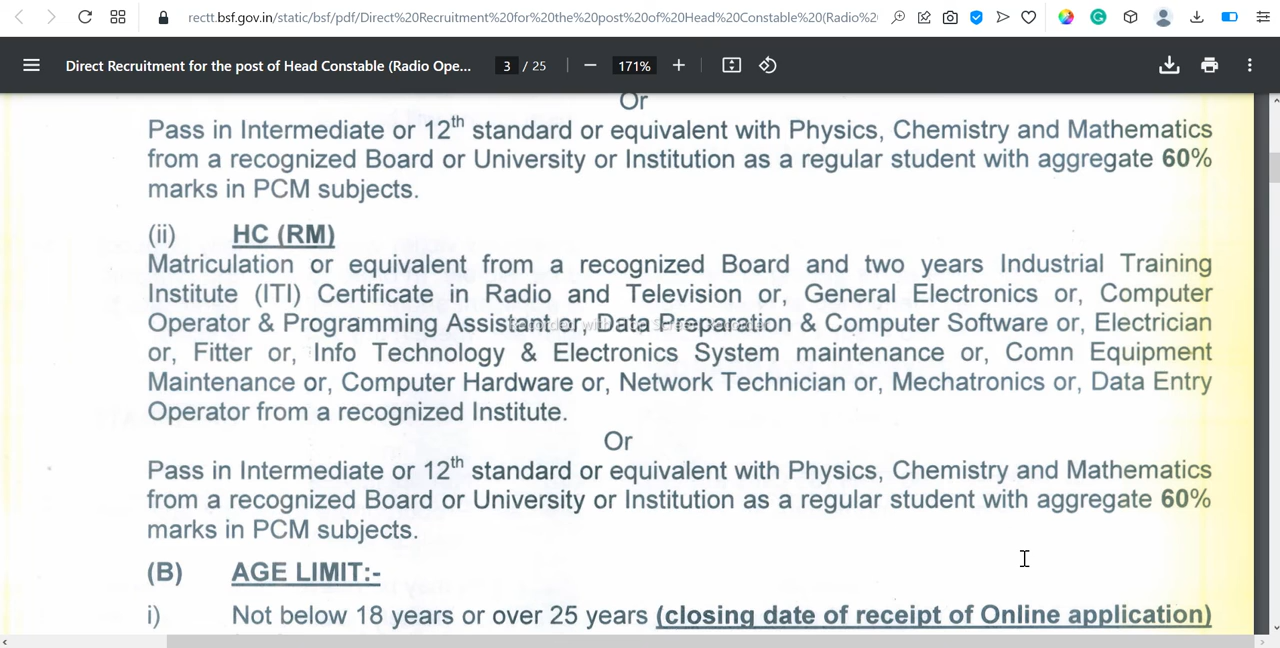 rectt.bsf.gov.in/static/bsf/pdf/Direct%20Recruitment%20for%20the%20post%20of%20Head%20Constable%20(Radio%20
Direct Recruitment for the post of Head Constable (Radio Ope... 3 / 25 171%
Or
Pass in Intermediate or 12th standard or equivalent with Physics, Chemistry and Mathematics
from a recognized Board or University or Institution as a regular student with aggregate 60%
marks in PCM subjects.
(ii) HC (RM)
Matriculation or equivalent from a recognized Board and two years Industrial Training
Institute (ITI) Certificate in Radio and Television or, General Electronics or, Computer
Operator & Programming Assistant or, Data Preparation & Computer Software or, Electrician
or, Fitter or, Info Technology & Electronics System maintenance or, Comn Equipment
Maintenance or, Computer Hardware or, Network Technician or, Mechatronics or, Data Entry
Operator from a recognized Institute.
Or
Pass in Intermediate or 12th standard or equivalent with Physics, Chemistry and Mathematics
from a recognized Board or University or Institution as a regular student with aggregate 60%
marks in PCM subjects.
(B) AGE LIMIT:-
i) Not below 18 years or over 25 years (closing date of receipt of Online application)